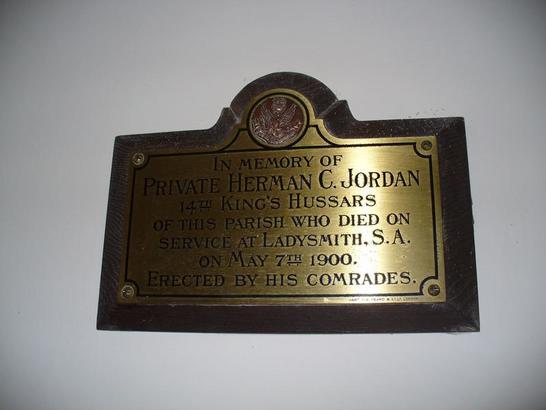 IN MEMORY OF
PRIVATE HERMAN C. JORDAN
14TH KING'S HUSSARS
OF THIS PARISH WHO DIED ON
SERVICE AT LADYSMITH, S.A.
ON MAY 7TH 1900.
ERECTED BY HIS COMRADES.